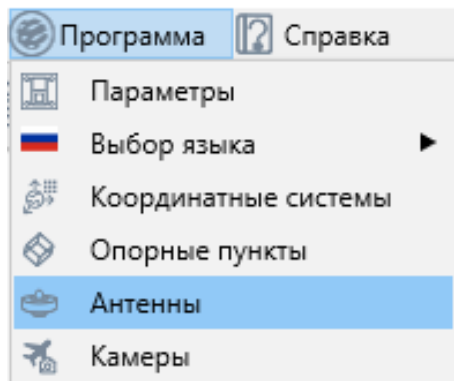 Программа Справка
Параметры
Выбор языка
Координатные системы
Опорные пункты
Антенны
Камеры